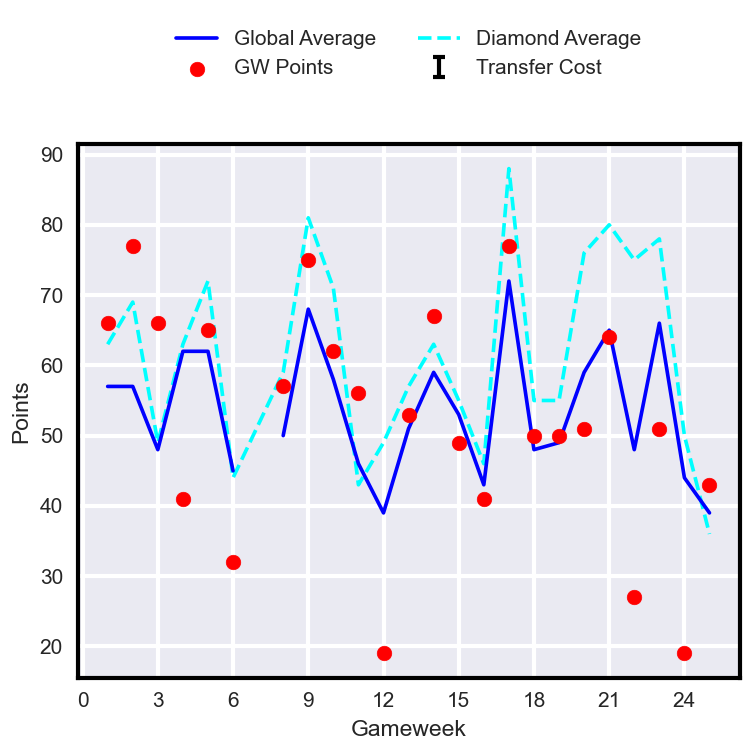 Global Average
Diamond Average
GW Points
Transfer Cost
90
80
70
60
50
40
30
20
Points
0 3 6 9 12 15 18 21 24
Gameweek